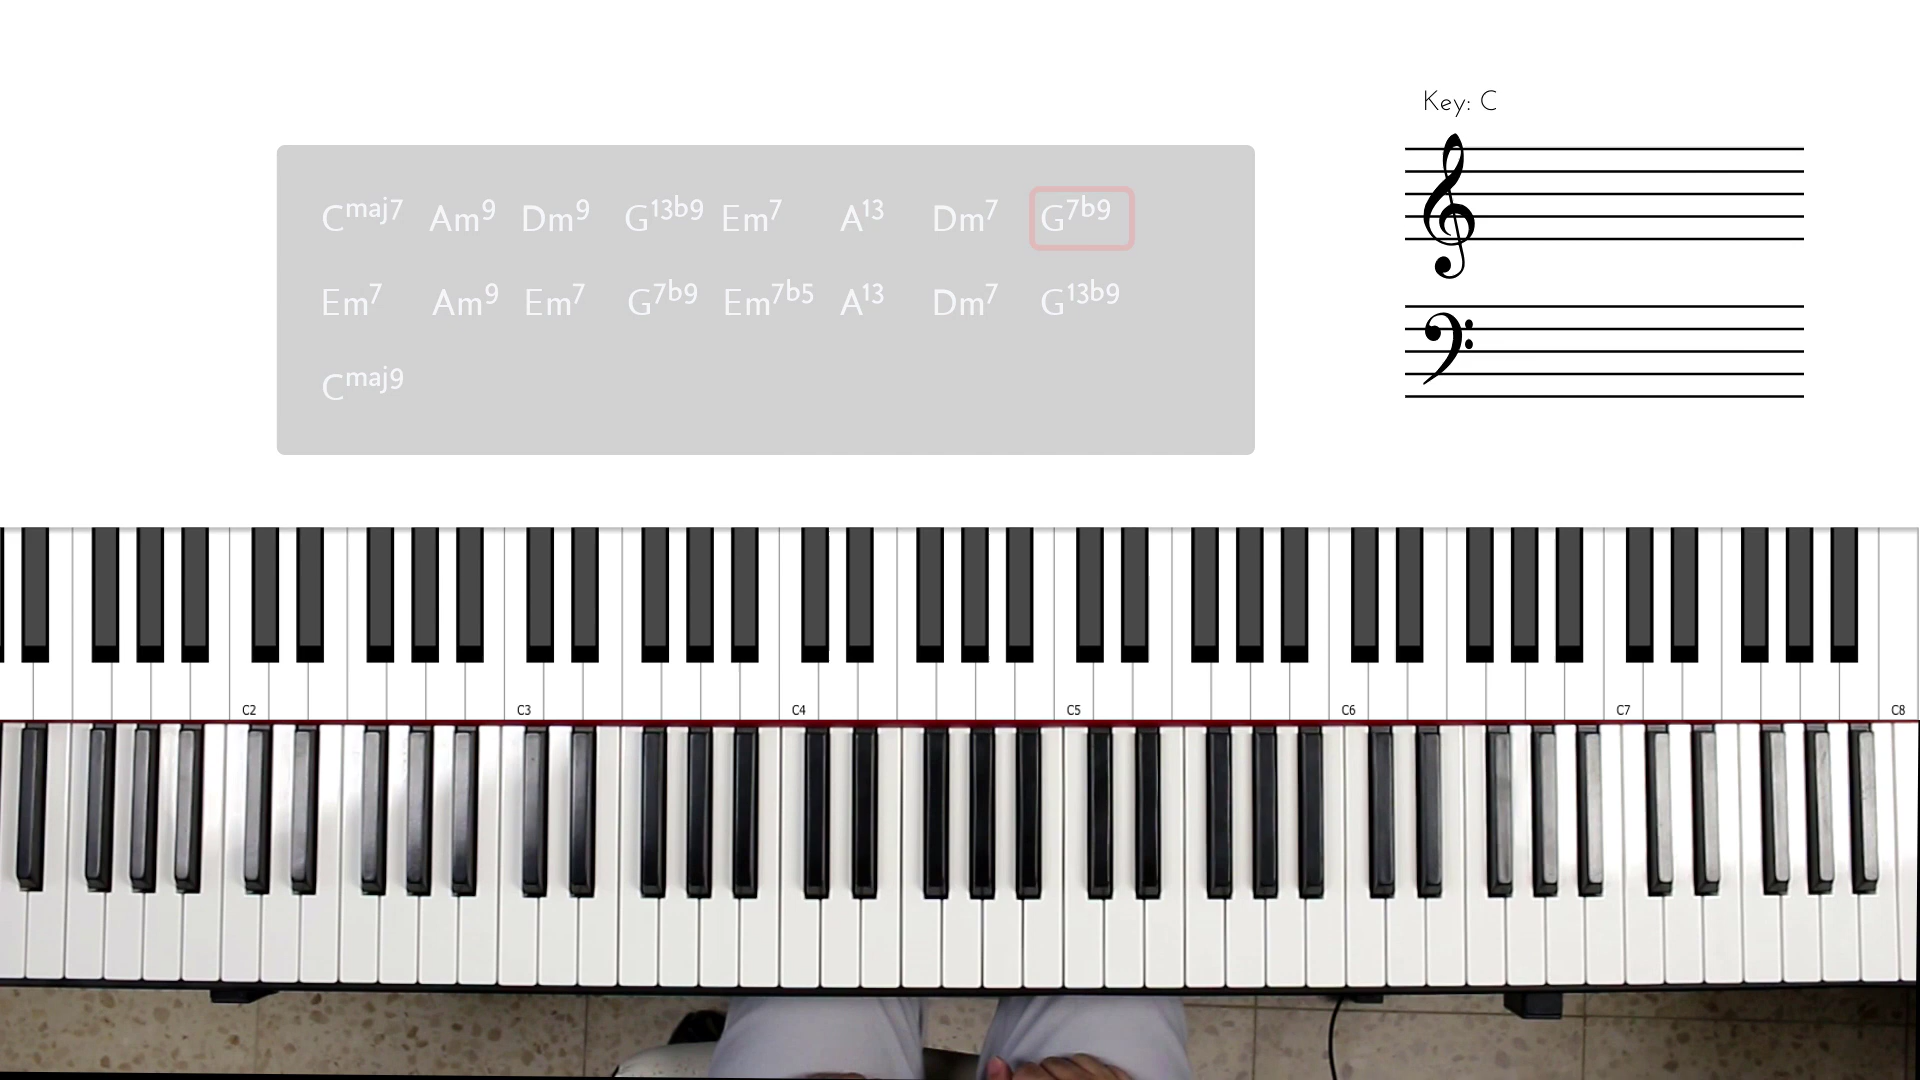 Key: C
Cmaj7 Am9 Dm9 G13b9 Em7 A13 Dm7 G7b9
Em7 Am9 Em7 G7b9 Em7b5 A13 Dm7 G13b9
Cmaj9
C2 C3 C4 C5 C6 C7 C8